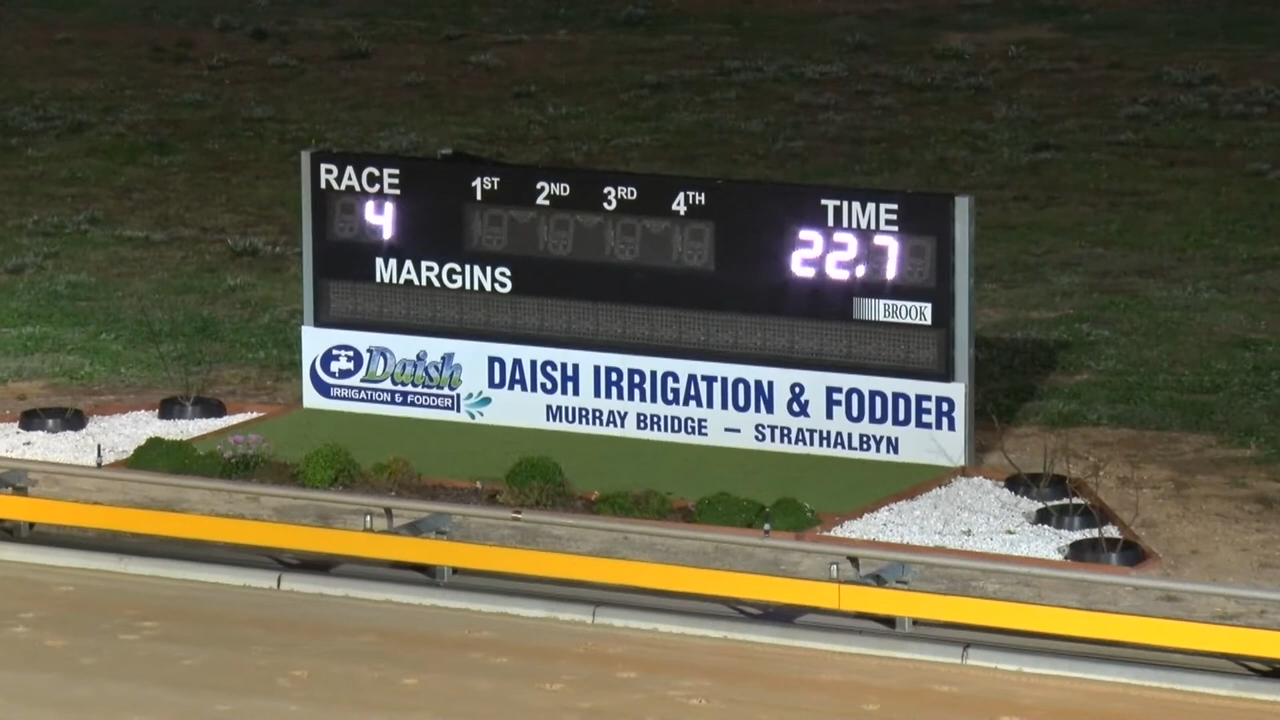 RACE 1ST 2ND 3RD 4TH TIME
4 22.7
MARGINS
BROOK
Daish
IRRIGATION & FODDER
DAISH IRRIGATION & FODDER
MURRAY BRIDGE — STRATHALBYN